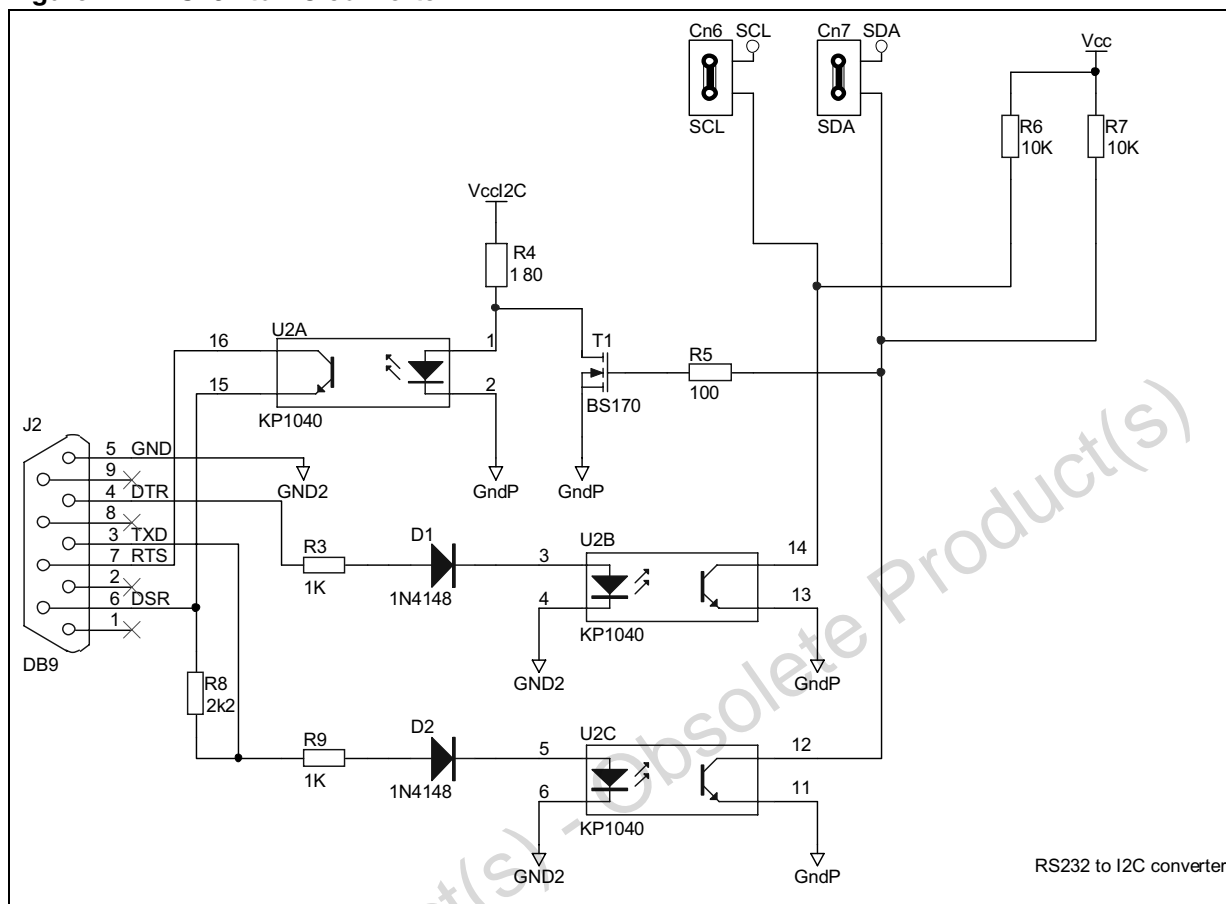 Cn6 SCL
Cn7 SDA
Vcc
SCL
SDA
R6
10K
R7
10K
VccI2C
R4
1 80
U2A
16
15
1
2
KP1040
T1
BS170
R5
100
J2
5 GND
9
4 DTR
8
3 TXD
7 RTS
2
6 DSR
1
DB9
GND2
GndP
GndP
R3
1K
D1
1N4148
3
4
U2B
14
13
KP1040
GND2
GndP
R8
2k2
R9
1K
D2
1N4148
5
6
U2C
12
11
KP1040
GND2
GndP
RS232 to I2C converter
t(s) - Obsolete Product(s)